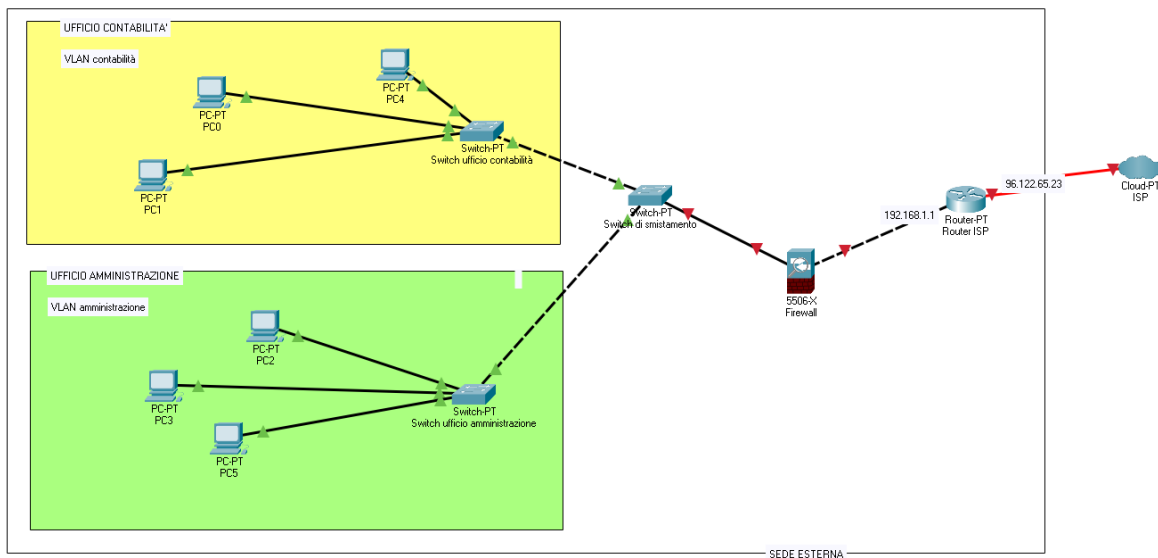 UFFICIO CONTABILITA'
VLAN contabilità
PC-PT
PC4
PC-PT
PC0
PC-PT
PC1
Switch-PT
Switch ufficio contabilità
Switch-PT
Switch di smistamento
96.122.65.23
Cloud-PT
ISP
192.168.1.1
Router-PT
Router ISP
5506-X
Firewall
UFFICIO AMMINISTRAZIONE
VLAN amministrazione
PC-PT
PC2
PC-PT
PC3
PC-PT
PC5
Switch-PT
Switch ufficio amministrazione
SEDE ESTERNA